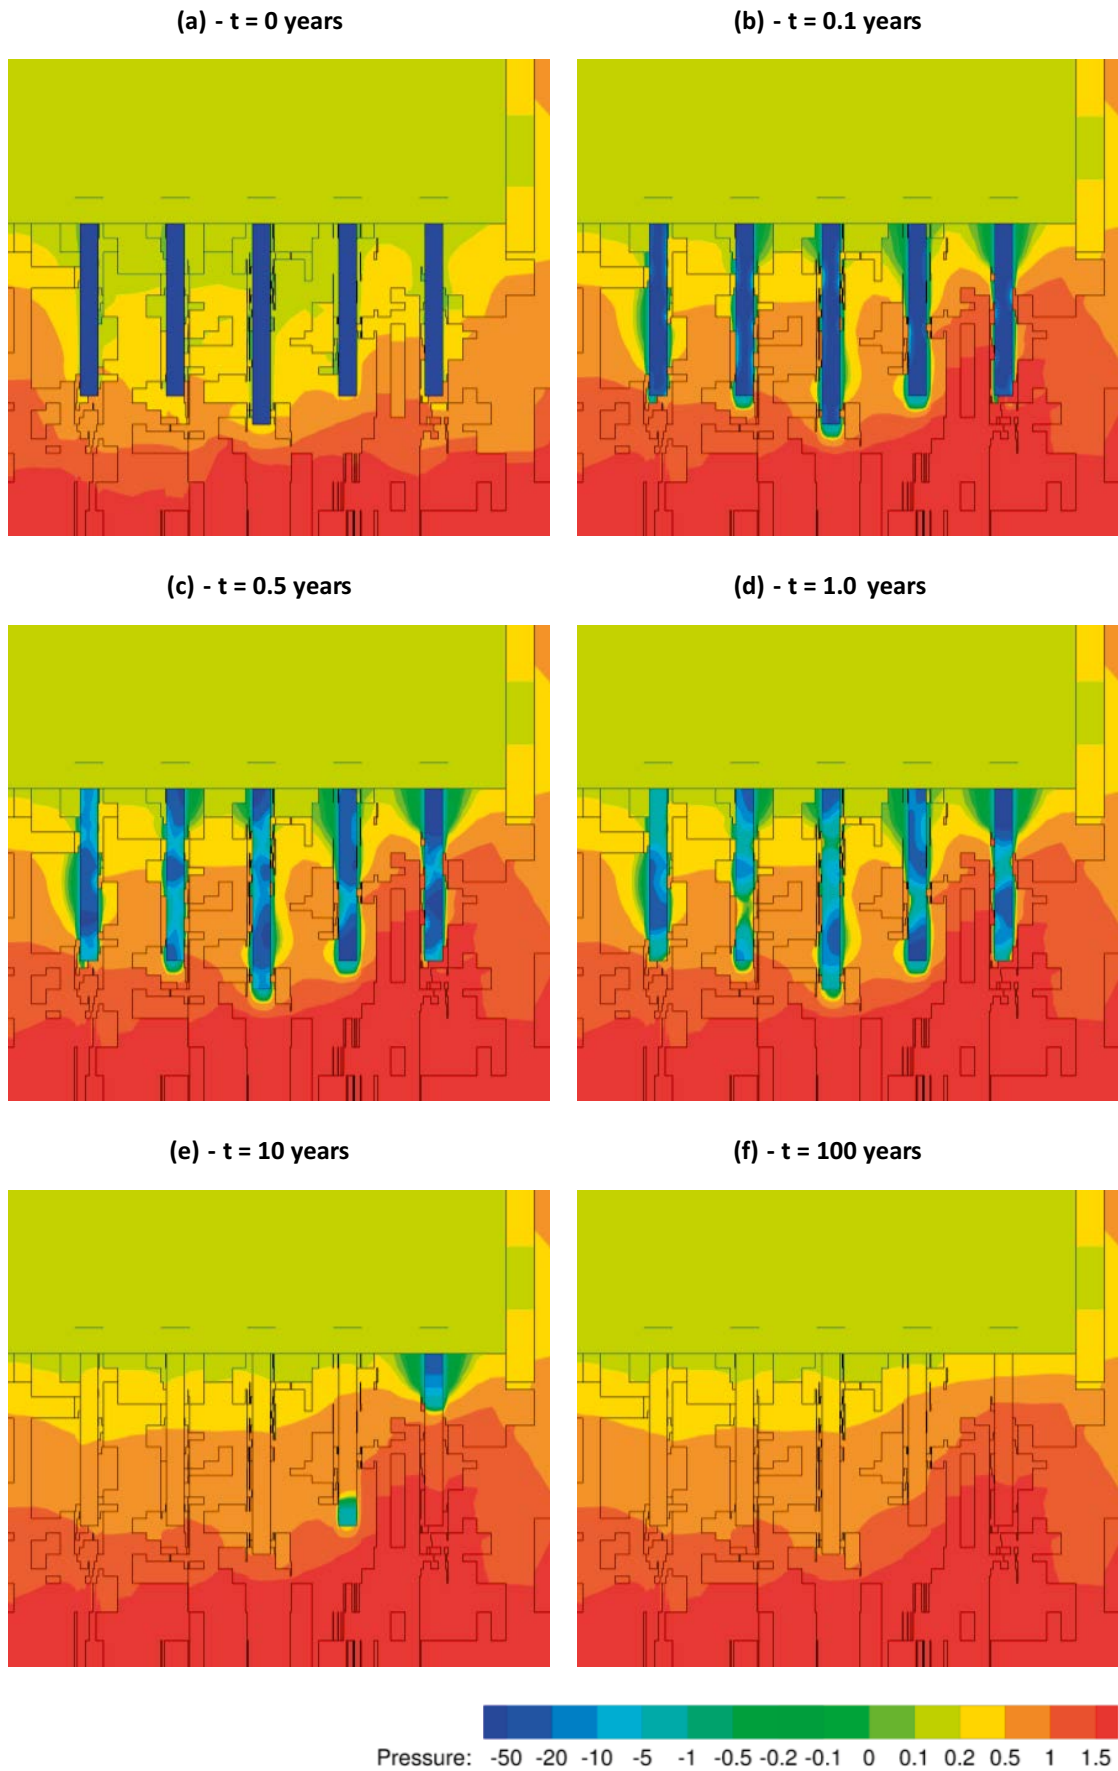 (a) - t = 0 years
(b) - t = 0.1 years
(c) - t = 0.5 years
(d) - t = 1.0 years
(e) - t = 10 years
(f) - t = 100 years
Pressure: -50 -20 -10 -5 -1 -0.5 -0.2 -0.1 0 0.1 0.2 0.5 1 1.5